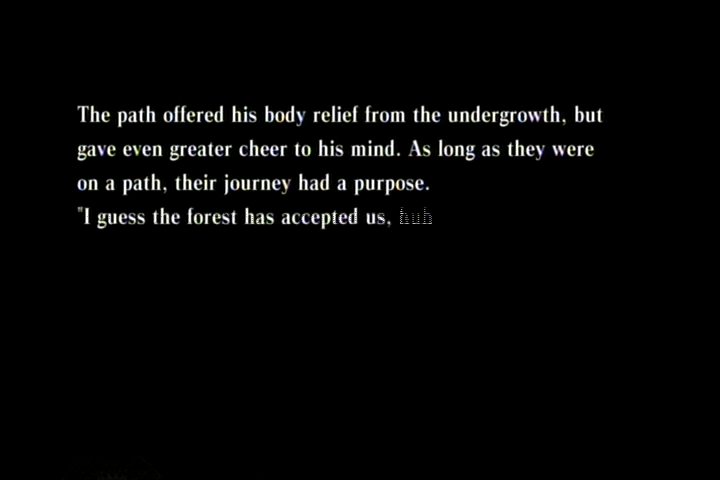 The path offered his body relief from the undergrowth, but
gave even greater cheer to his mind. As long as they were
on a path, their journey had a purpose.
"I guess the forest has accepted us, huh